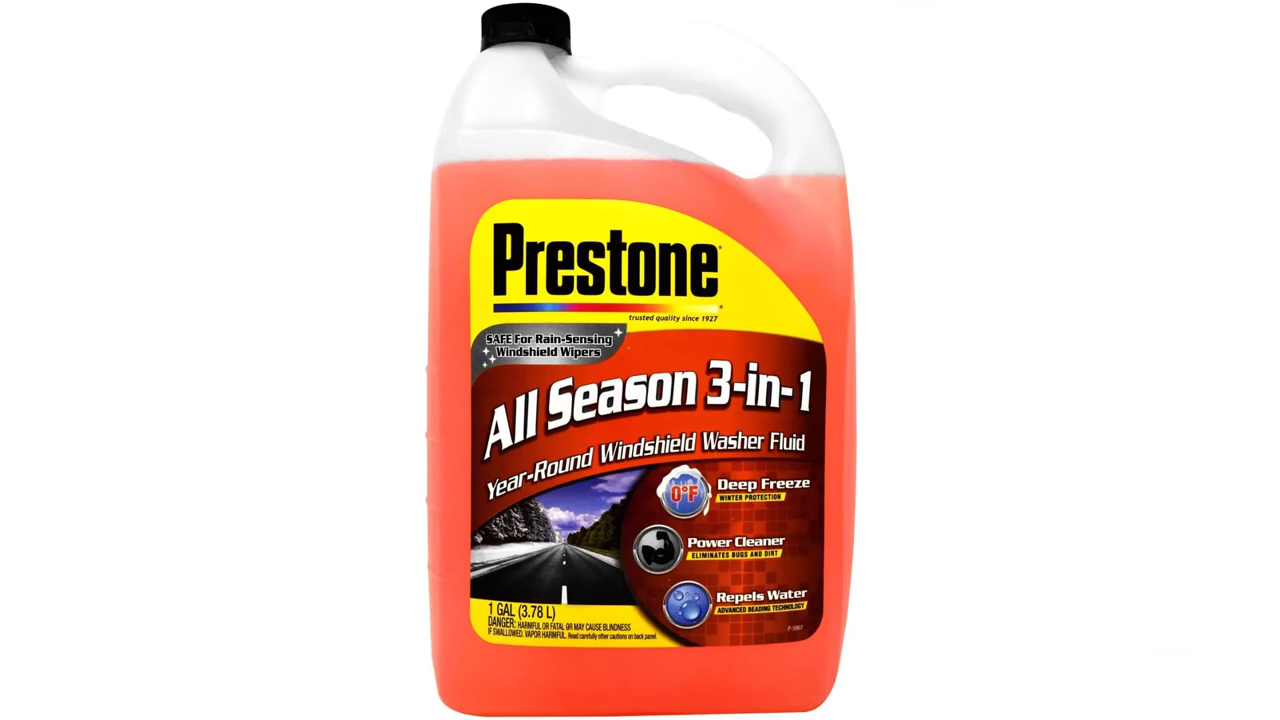 Prestone
trusted quality since 1927
SAFE For Rain-Sensing
Windshield Wipers
All Season 3-in-1
Year-Round Windshield Washer Fluid
0°F
Deep Freeze
WINTER PROTECTION
Power Cleaner
ELIMINATES BUGS AND DIRT
Repels Water
ADVANCED BEADING TECHNOLOGY
1 GAL (3.78 L)
DANGER: HARMFUL OR FATAL OR MAY CAUSE BLINDNESS
IF SWALLOWED. VAPOR HARMFUL. Read carefully other cautions on back panel.
P-5867